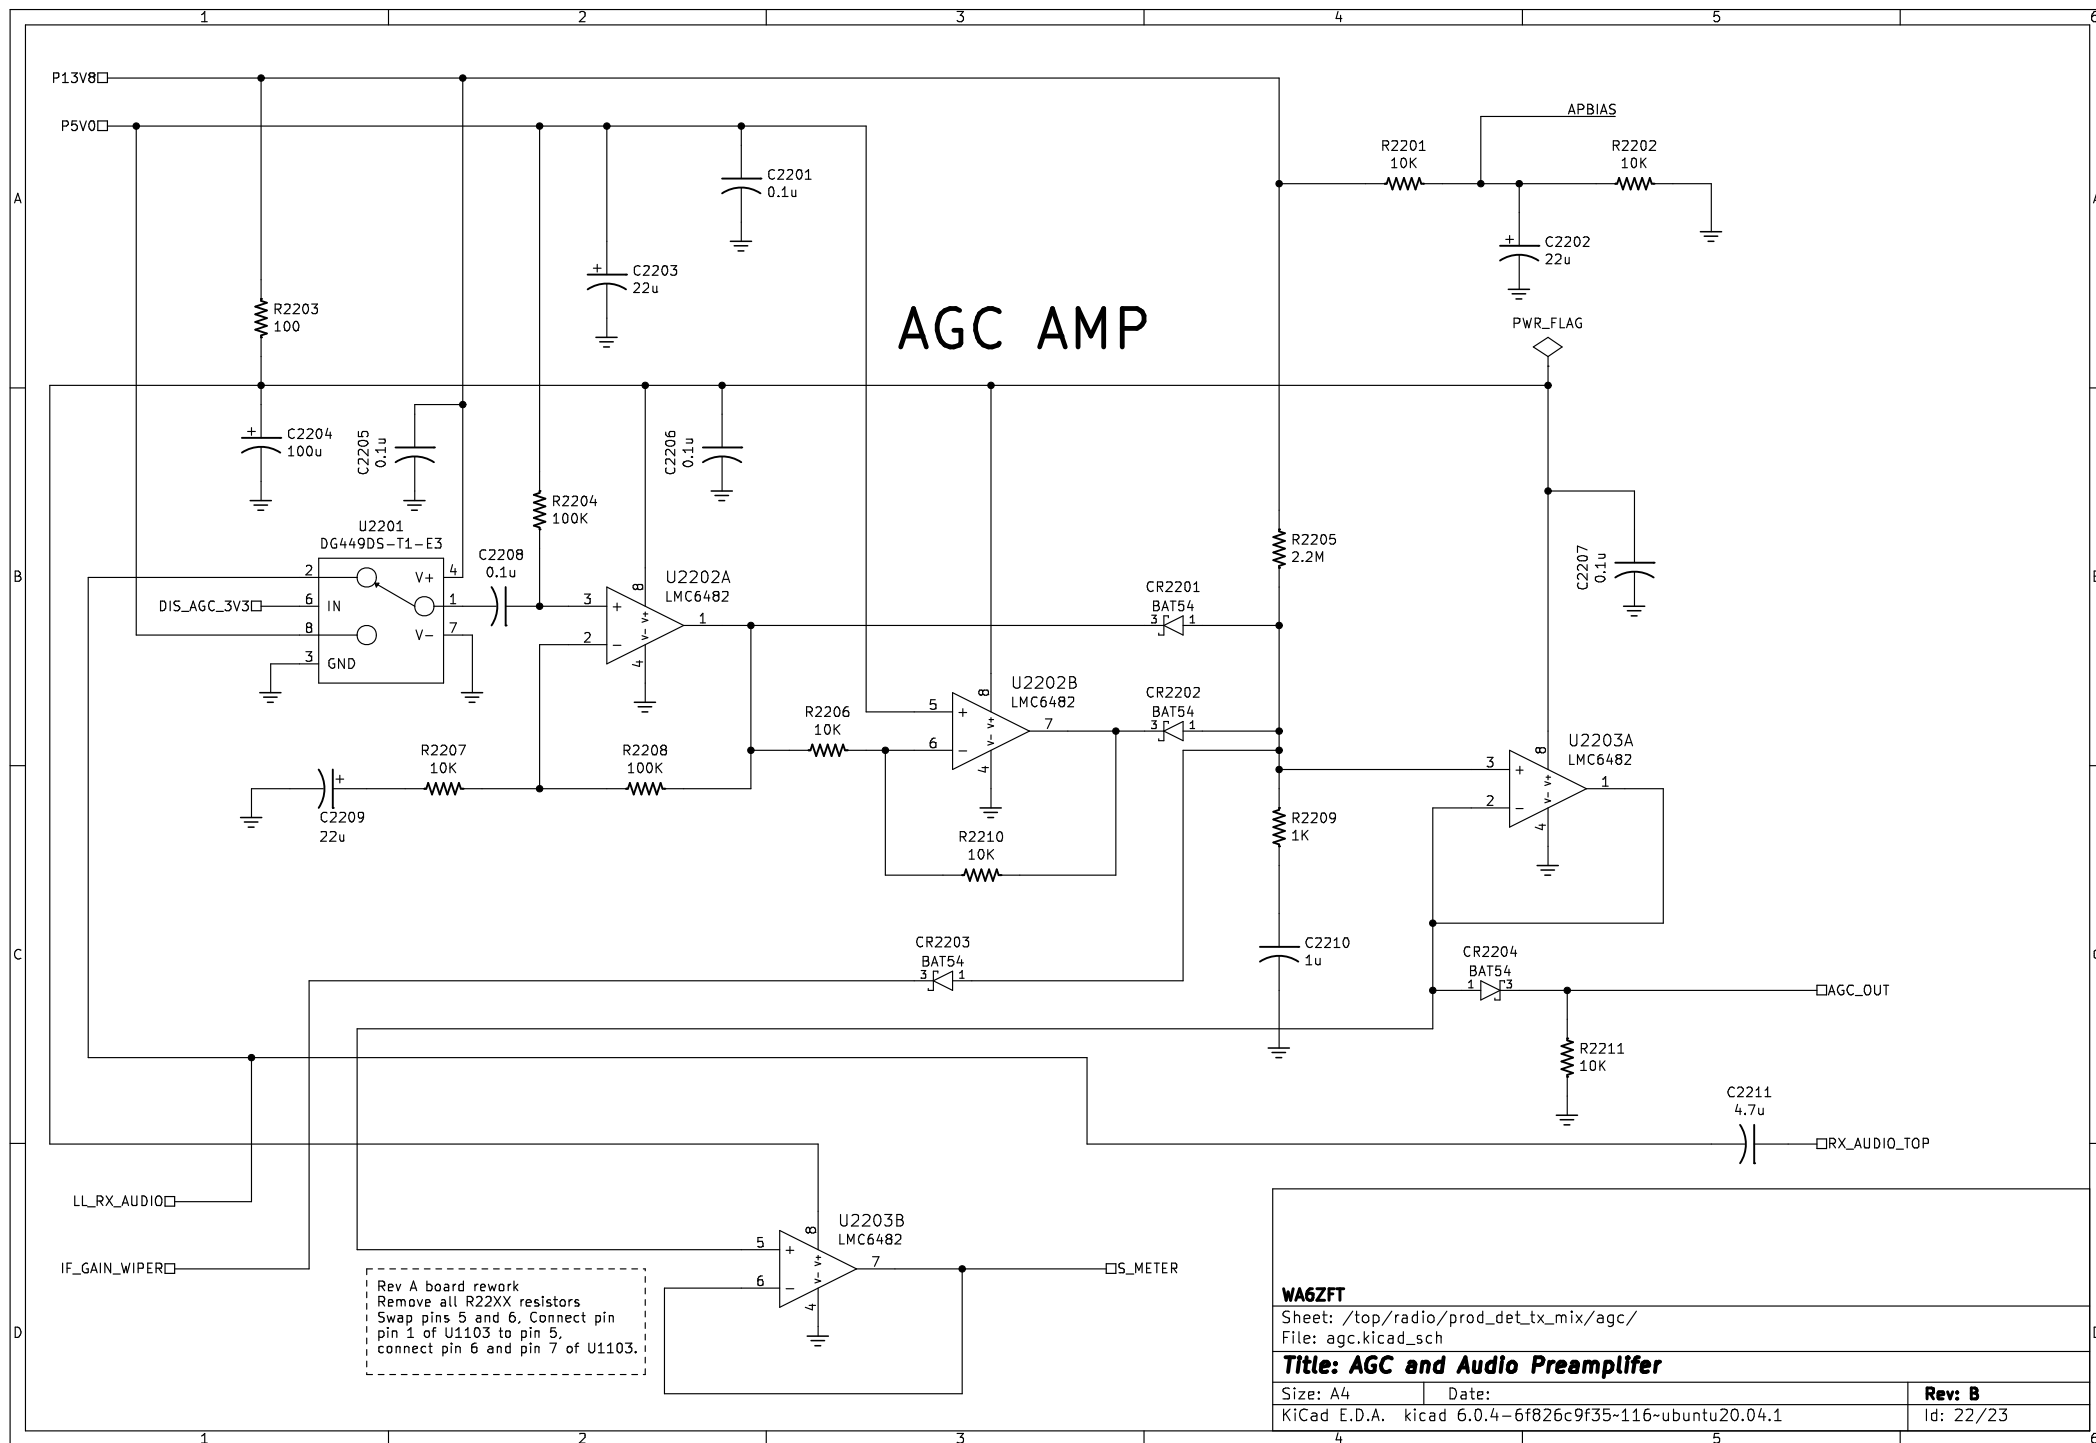 1 2 3 4 5 6
P13V8
P5V0
APBIAS
R2201
10K
R2202
10K
C2201
0.1u
A
A
C2202
22u
C2203
22u
R2203
100
AGC AMP
PWR_FLAG
C2204
100u
C2205
0.1u
C2206
0.1u
R2204
100K
U2201
DG449DS-T1-E3
C2208
0.1u
R2205
2.2M
C2207
0.1u
B
B
2
V+
4
DIS_AGC_3V3
6
IN
1
8
V-
7
3
GND
U2202A
LMC6482
8
3
+
2
-
V+
V-
1
4
CR2201
BAT54
3
1
U2202B
LMC6482
8
5
+
6
-
V+
V-
7
4
CR2202
BAT54
3
1
R2206
10K
R2207
10K
R2208
100K
U2203A
LMC6482
8
3
+
2
-
V+
V-
1
4
C2209
22u
+
R2210
10K
R2209
1K
C
C
CR2203
BAT54
3
1
C2210
1u
CR2204
BAT54
1
3
AGC_OUT
R2211
10K
C2211
4.7u
RX_AUDIO_TOP
LL_RX_AUDIO
IF_GAIN_WIPER
U2203B
LMC6482
8
5
+
6
-
V+
V-
7
4
S_METER
Rev A board rework
Remove all R22XX resistors
Swap pins 5 and 6, Connect pin
pin 1 of U1103 to pin 5,
connect pin 6 and pin 7 of U1103.
D
D
WA6ZFT
Sheet: /top/radio/prod_det_tx_mix/agc/
File: agc.kicad_sch
Title: AGC and Audio Preamplifer
Size: A4 Date: Rev: B
KiCad E.D.A. kicad 6.0.4-6f826c9f35~116~ubuntu20.04.1 Id: 22/23
1 2 3 4 5 6